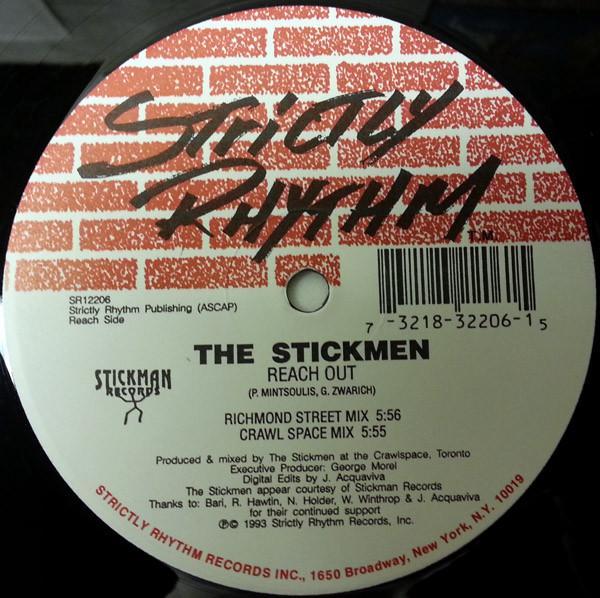 STRICTLY
RHYTHM TM
SR12206
Strictly Rhythm Publishing (ASCAP)
Reach Side
7 -3218-32206-1 5
THE STICKMEN
REACH OUT
(P. MINTSOULIS, G. ZWARICH)
STICKMAN
RECORDS
RICHMOND STREET MIX 5:56
CRAWL SPACE MIX 5:55
Produced & mixed by The Stickmen at the Crawlspace, Toronto
Executive Producer: George Morel
Digital Edits by J. Acquaviva
The Stickmen appear courtesy of Stickman Records
Thanks to: Bari, R. Hawtin, N. Holder, W. Winthrop & J. Acquaviva
for their continued support
℗© 1993 Strictly Rhythm Records, Inc.
STRICTLY RHYTHM RECORDS INC., 1650 Broadway, New York, N.Y. 10019